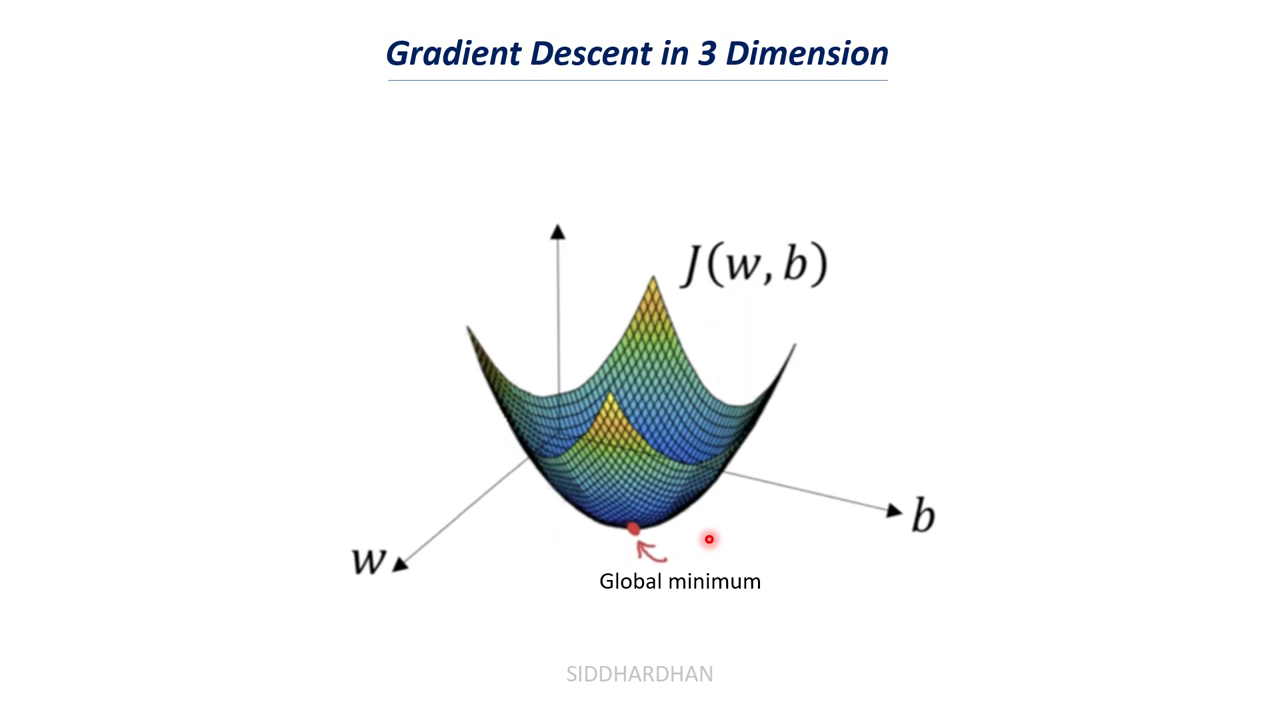 Gradient Descent in 3 Dimension
J(w, b)
b
w
Global minimum
SIDDHARDHAN